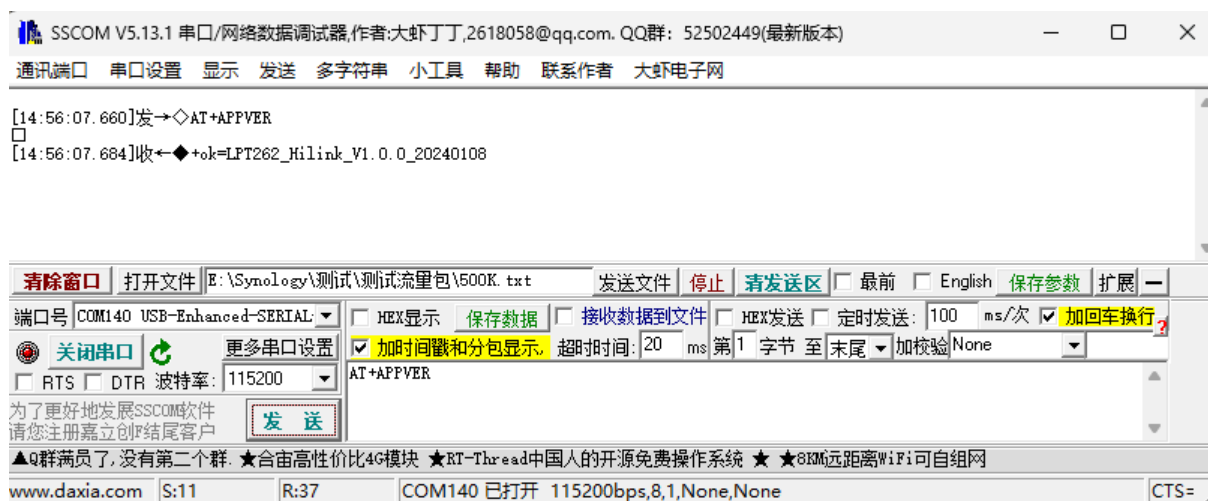 SSCOM V5.13.1 串口/网络数据调试器,作者:大虾丁丁,2618058@qq.com. QQ群: 52502449(最新版本)
通讯端口 串口设置 显示 发送 多字符串 小工具 帮助 联系作者 大虾电子网
[14:56:07.660]发→◇AT+APPVER
□
[14:56:07.684]收←◆+ok=LPT262_Hilink_V1.0.0_20240108
清除窗口 打开文件 E:\Synology\测试\测试流量包\500K.txt 发送文件 停止 清发送区 最前 English 保存参数 扩展 —
端口号 COM140 USB-Enhanced-SERIAL HEX显示 保存数据 接收数据到文件 HEX发送 定时发送: 100 ms/次 加回车换行 ?
关闭串口 更多串口设置 加时间戳和分包显示, 超时时间: 20 ms 第 1 字节 至 末尾 加校验 None
RTS DTR 波特率: 115200 AT+APPVER
为了更好地发展SSCOM软件
请您注册嘉立创F结尾客户 发 送
▲Q群满员了,没有第二个群. ★合宙高性价比4G模块 ★RT-Thread中国人的开源免费操作系统 ★ ★8KM远距离WiFi可自组网
www.daxia.com S:11 R:37 COM140 已打开 115200bps,8,1,None,None CTS=